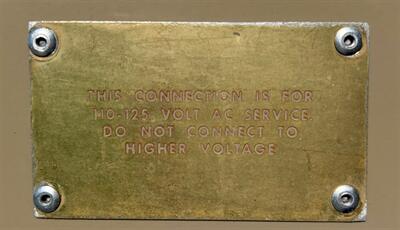 THIS CONNECTION IS FOR
110-125 VOLT AC SERVICE
DO NOT CONNECT TO
HIGHER VOLTAGE